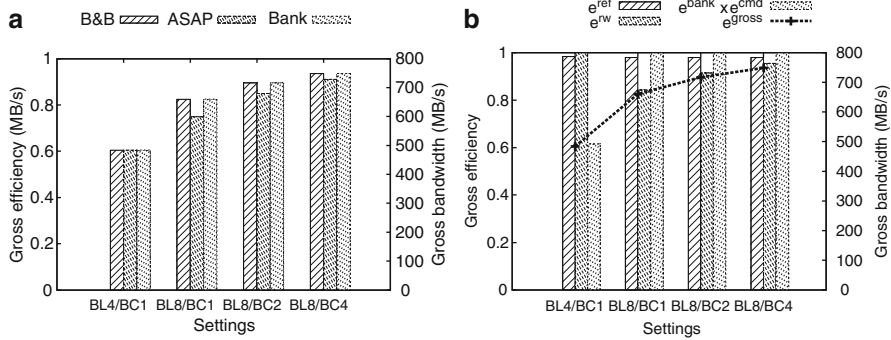 a
B&B ASAP Bank
Gross efficiency (MB/s)
1
0.8
0.6
0.4
0.2
0
800
700
600
500
400
300
200
100
0
Gross bandwidth (MB/s)
BL4/BC1 BL8/BC1 BL8/BC2 BL8/BC4
Settings
b
e^ref e^bank x e^cmd
e^rw e^gross
Gross efficiency
1
0.8
0.6
0.4
0.2
0
800
700
600
500
400
300
200
100
0
Gross bandwidth (MB/s)
BL4/BC1 BL8/BC1 BL8/BC2 BL8/BC4
Settings